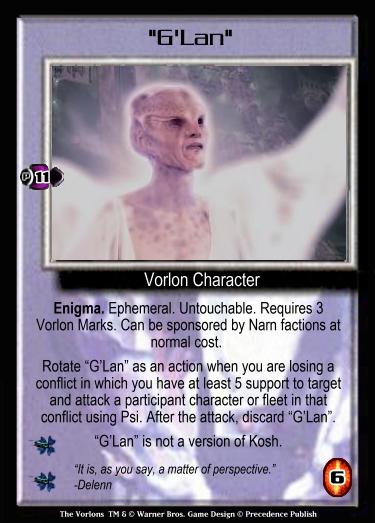 "G'Lan"
P 11
Vorlon Character
Enigma. Ephemeral. Untouchable. Requires 3
Vorlon Marks. Can be sponsored by Narn factions at
normal cost.
Rotate "G'Lan" as an action when you are losing a
conflict in which you have at least 5 support to target
and attack a participant character or fleet in that
conflict using Psi. After the attack, discard "G'Lan".
"G'Lan" is not a version of Kosh.
"It is, as you say, a matter of perspective."
-Delenn
6
The Vorlons TM & © Warner Bros. Game Design © Precedence Publish